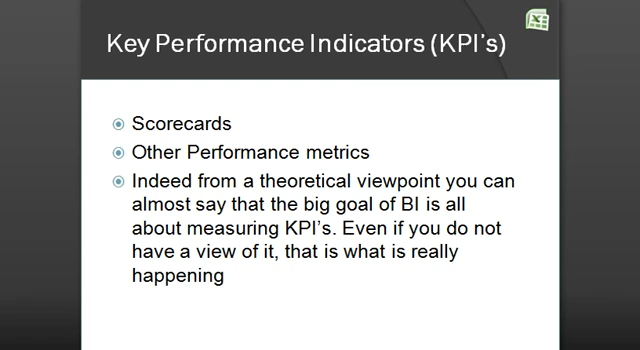 Key Performance Indicators (KPI's)
Scorecards
Other Performance metrics
Indeed from a theoretical viewpoint you can
almost say that the big goal of BI is all
about measuring KPI's. Even if you do not
have a view of it, that is what is really
happening